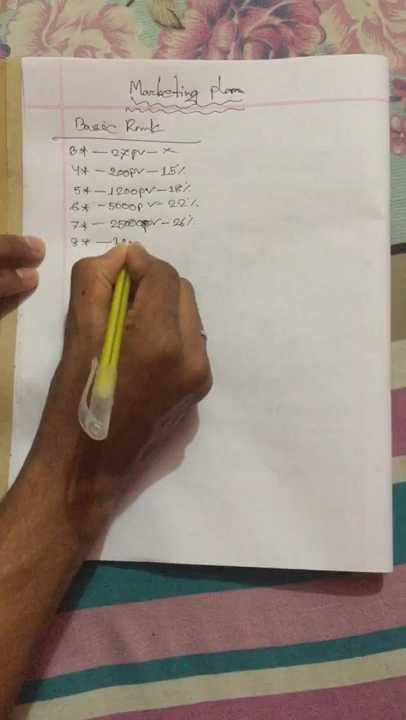 Marketing plan
Basic Rank
3* — 27pv — ×
4* — 200pv — 15%
5* — 1200pv — 18%
6* — 5000pv — 22%
7* — 25000pv — 26%
8* —